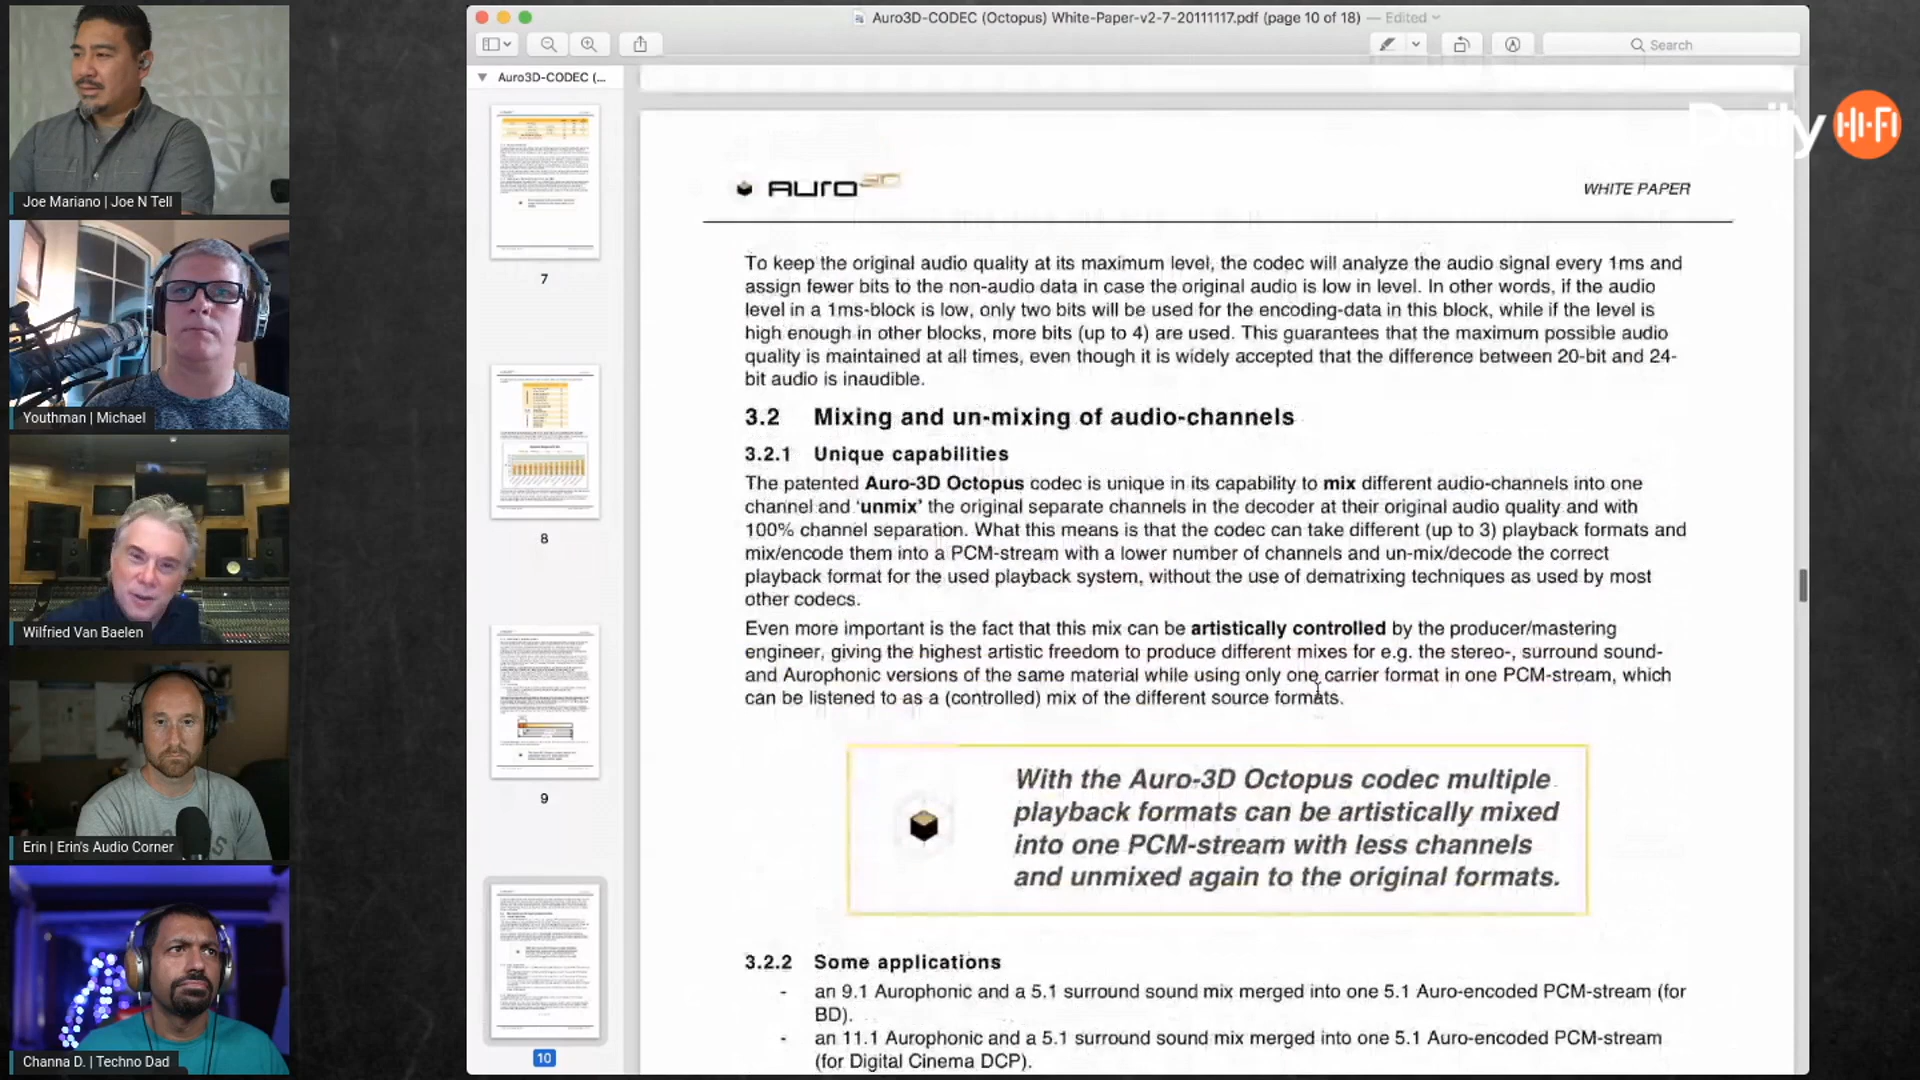 Auro3D-CODEC (Octopus) White-Paper-v2-7-20111117.pdf (page 10 of 18) — Edited
Search
Auro3D-CODEC (...
7
8
9
10
Daily HI-FI
Joe Mariano | Joe N Tell
Youthman | Michael
Wilfried Van Baelen
Erin | Erin's Audio Corner
Channa D. | Techno Dad
AURO 3D
WHITE PAPER
To keep the original audio quality at its maximum level, the codec will analyze the audio signal every 1ms and
assign fewer bits to the non-audio data in case the original audio is low in level. In other words, if the audio
level in a 1ms-block is low, only two bits will be used for the encoding-data in this block, while if the level is
high enough in other blocks, more bits (up to 4) are used. This guarantees that the maximum possible audio
quality is maintained at all times, even though it is widely accepted that the difference between 20-bit and 24-
bit audio is inaudible.
3.2 Mixing and un-mixing of audio-channels
3.2.1 Unique capabilities
The patented Auro-3D Octopus codec is unique in its capability to mix different audio-channels into one
channel and 'unmix' the original separate channels in the decoder at their original audio quality and with
100% channel separation. What this means is that the codec can take different (up to 3) playback formats and
mix/encode them into a PCM-stream with a lower number of channels and un-mix/decode the correct
playback format for the used playback system, without the use of dematrixing techniques as used by most
other codecs.
Even more important is the fact that this mix can be artistically controlled by the producer/mastering
engineer, giving the highest artistic freedom to produce different mixes for e.g. the stereo-, surround sound-
and Aurophonic versions of the same material while using only one carrier format in one PCM-stream, which
can be listened to as a (controlled) mix of the different source formats.
With the Auro-3D Octopus codec multiple
playback formats can be artistically mixed
into one PCM-stream with less channels
and unmixed again to the original formats.
3.2.2 Some applications
- an 9.1 Aurophonic and a 5.1 surround sound mix merged into one 5.1 Auro-encoded PCM-stream (for
BD).
- an 11.1 Aurophonic and a 5.1 surround sound mix merged into one 5.1 Auro-encoded PCM-stream
(for Digital Cinema DCP).